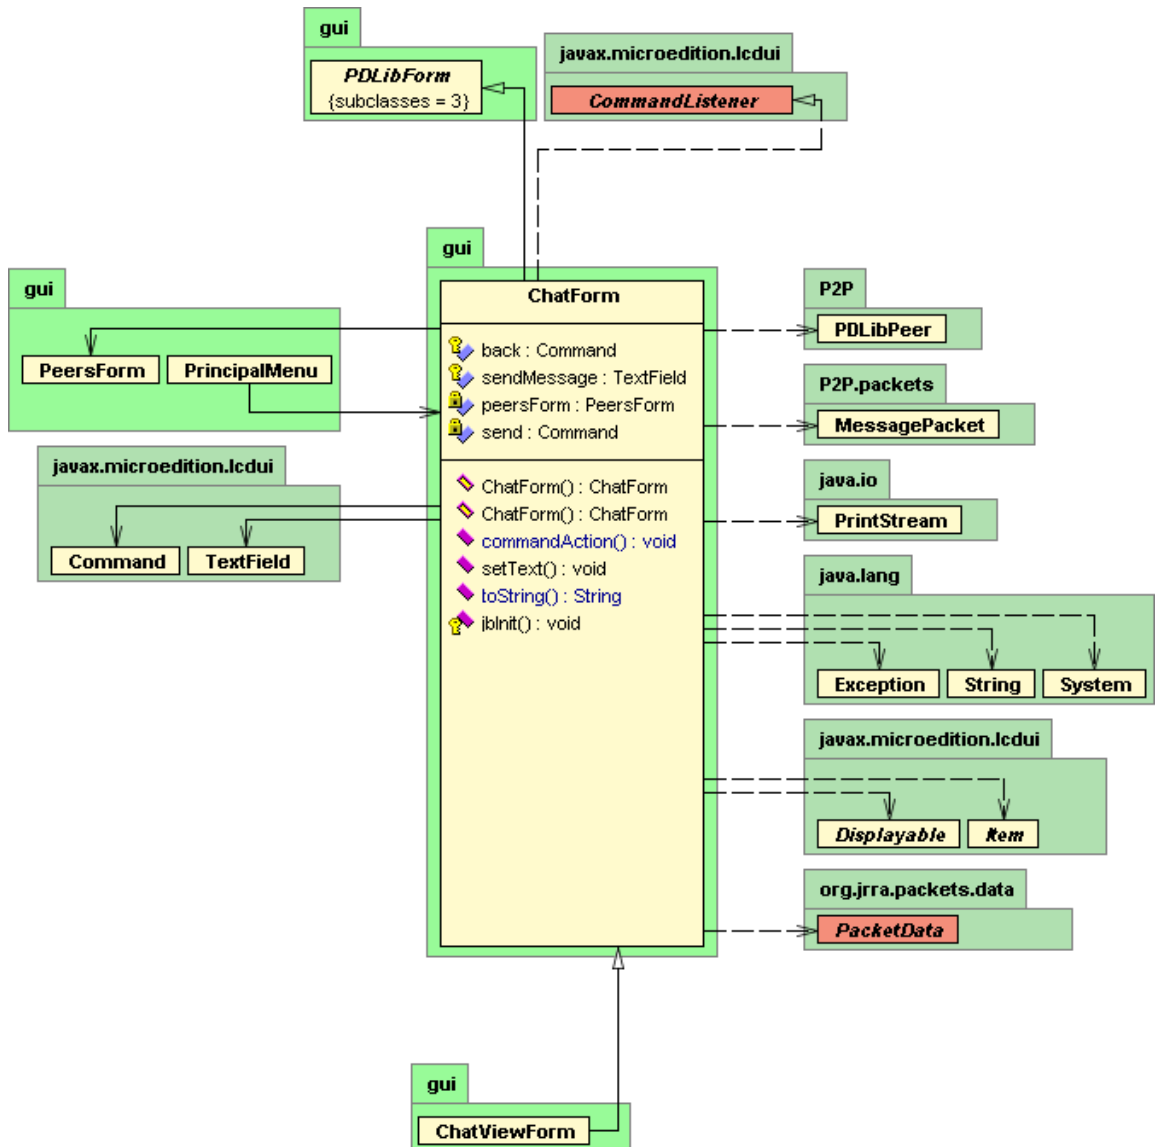 gui
PDLibForm
{subclasses = 3}
javax.microedition.lcdui
CommandListener
gui
PeersForm
PrincipalMenu
javax.microedition.lcdui
Command
TextField
gui
ChatForm
back : Command
sendMessage : TextField
peersForm : PeersForm
send : Command
ChatForm() : ChatForm
ChatForm() : ChatForm
commandAction() : void
setText() : void
toString() : String
jbInit() : void
P2P
PDLibPeer
P2P.packets
MessagePacket
java.io
PrintStream
java.lang
Exception
String
System
javax.microedition.lcdui
Displayable
Item
org.jrra.packets.data
PacketData
gui
ChatViewForm